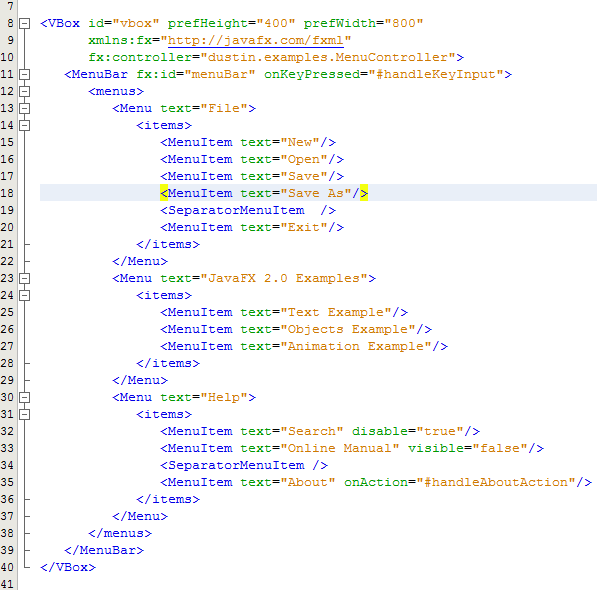 7
8 <VBox id="vbox" prefHeight="400" prefWidth="800"
9 xmlns:fx="http://javafx.com/fxml"
10 fx:controller="dustin.examples.MenuController">
11 <MenuBar fx:id="menuBar" onKeyPressed="#handleKeyInput">
12 <menus>
13 <Menu text="File">
14 <items>
15 <MenuItem text="New"/>
16 <MenuItem text="Open"/>
17 <MenuItem text="Save"/>
18 <MenuItem text="Save As"/>
19 <SeparatorMenuItem  />
20 <MenuItem text="Exit"/>
21 </items>
22 </Menu>
23 <Menu text="JavaFX 2.0 Examples">
24 <items>
25 <MenuItem text="Text Example"/>
26 <MenuItem text="Objects Example"/>
27 <MenuItem text="Animation Example"/>
28 </items>
29 </Menu>
30 <Menu text="Help">
31 <items>
32 <MenuItem text="Search" disable="true"/>
33 <MenuItem text="Online Manual" visible="false"/>
34 <SeparatorMenuItem />
35 <MenuItem text="About" onAction="#handleAboutAction"/>
36 </items>
37 </Menu>
38 </menus>
39 </MenuBar>
40 </VBox>
41